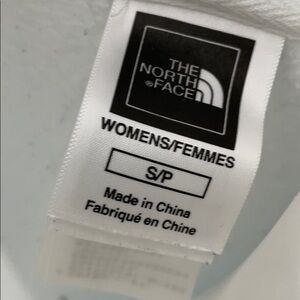 THE
NORTH
®FACE
WOMENS/FEMMES
S/P
Made in China
Fabriqué en Chine